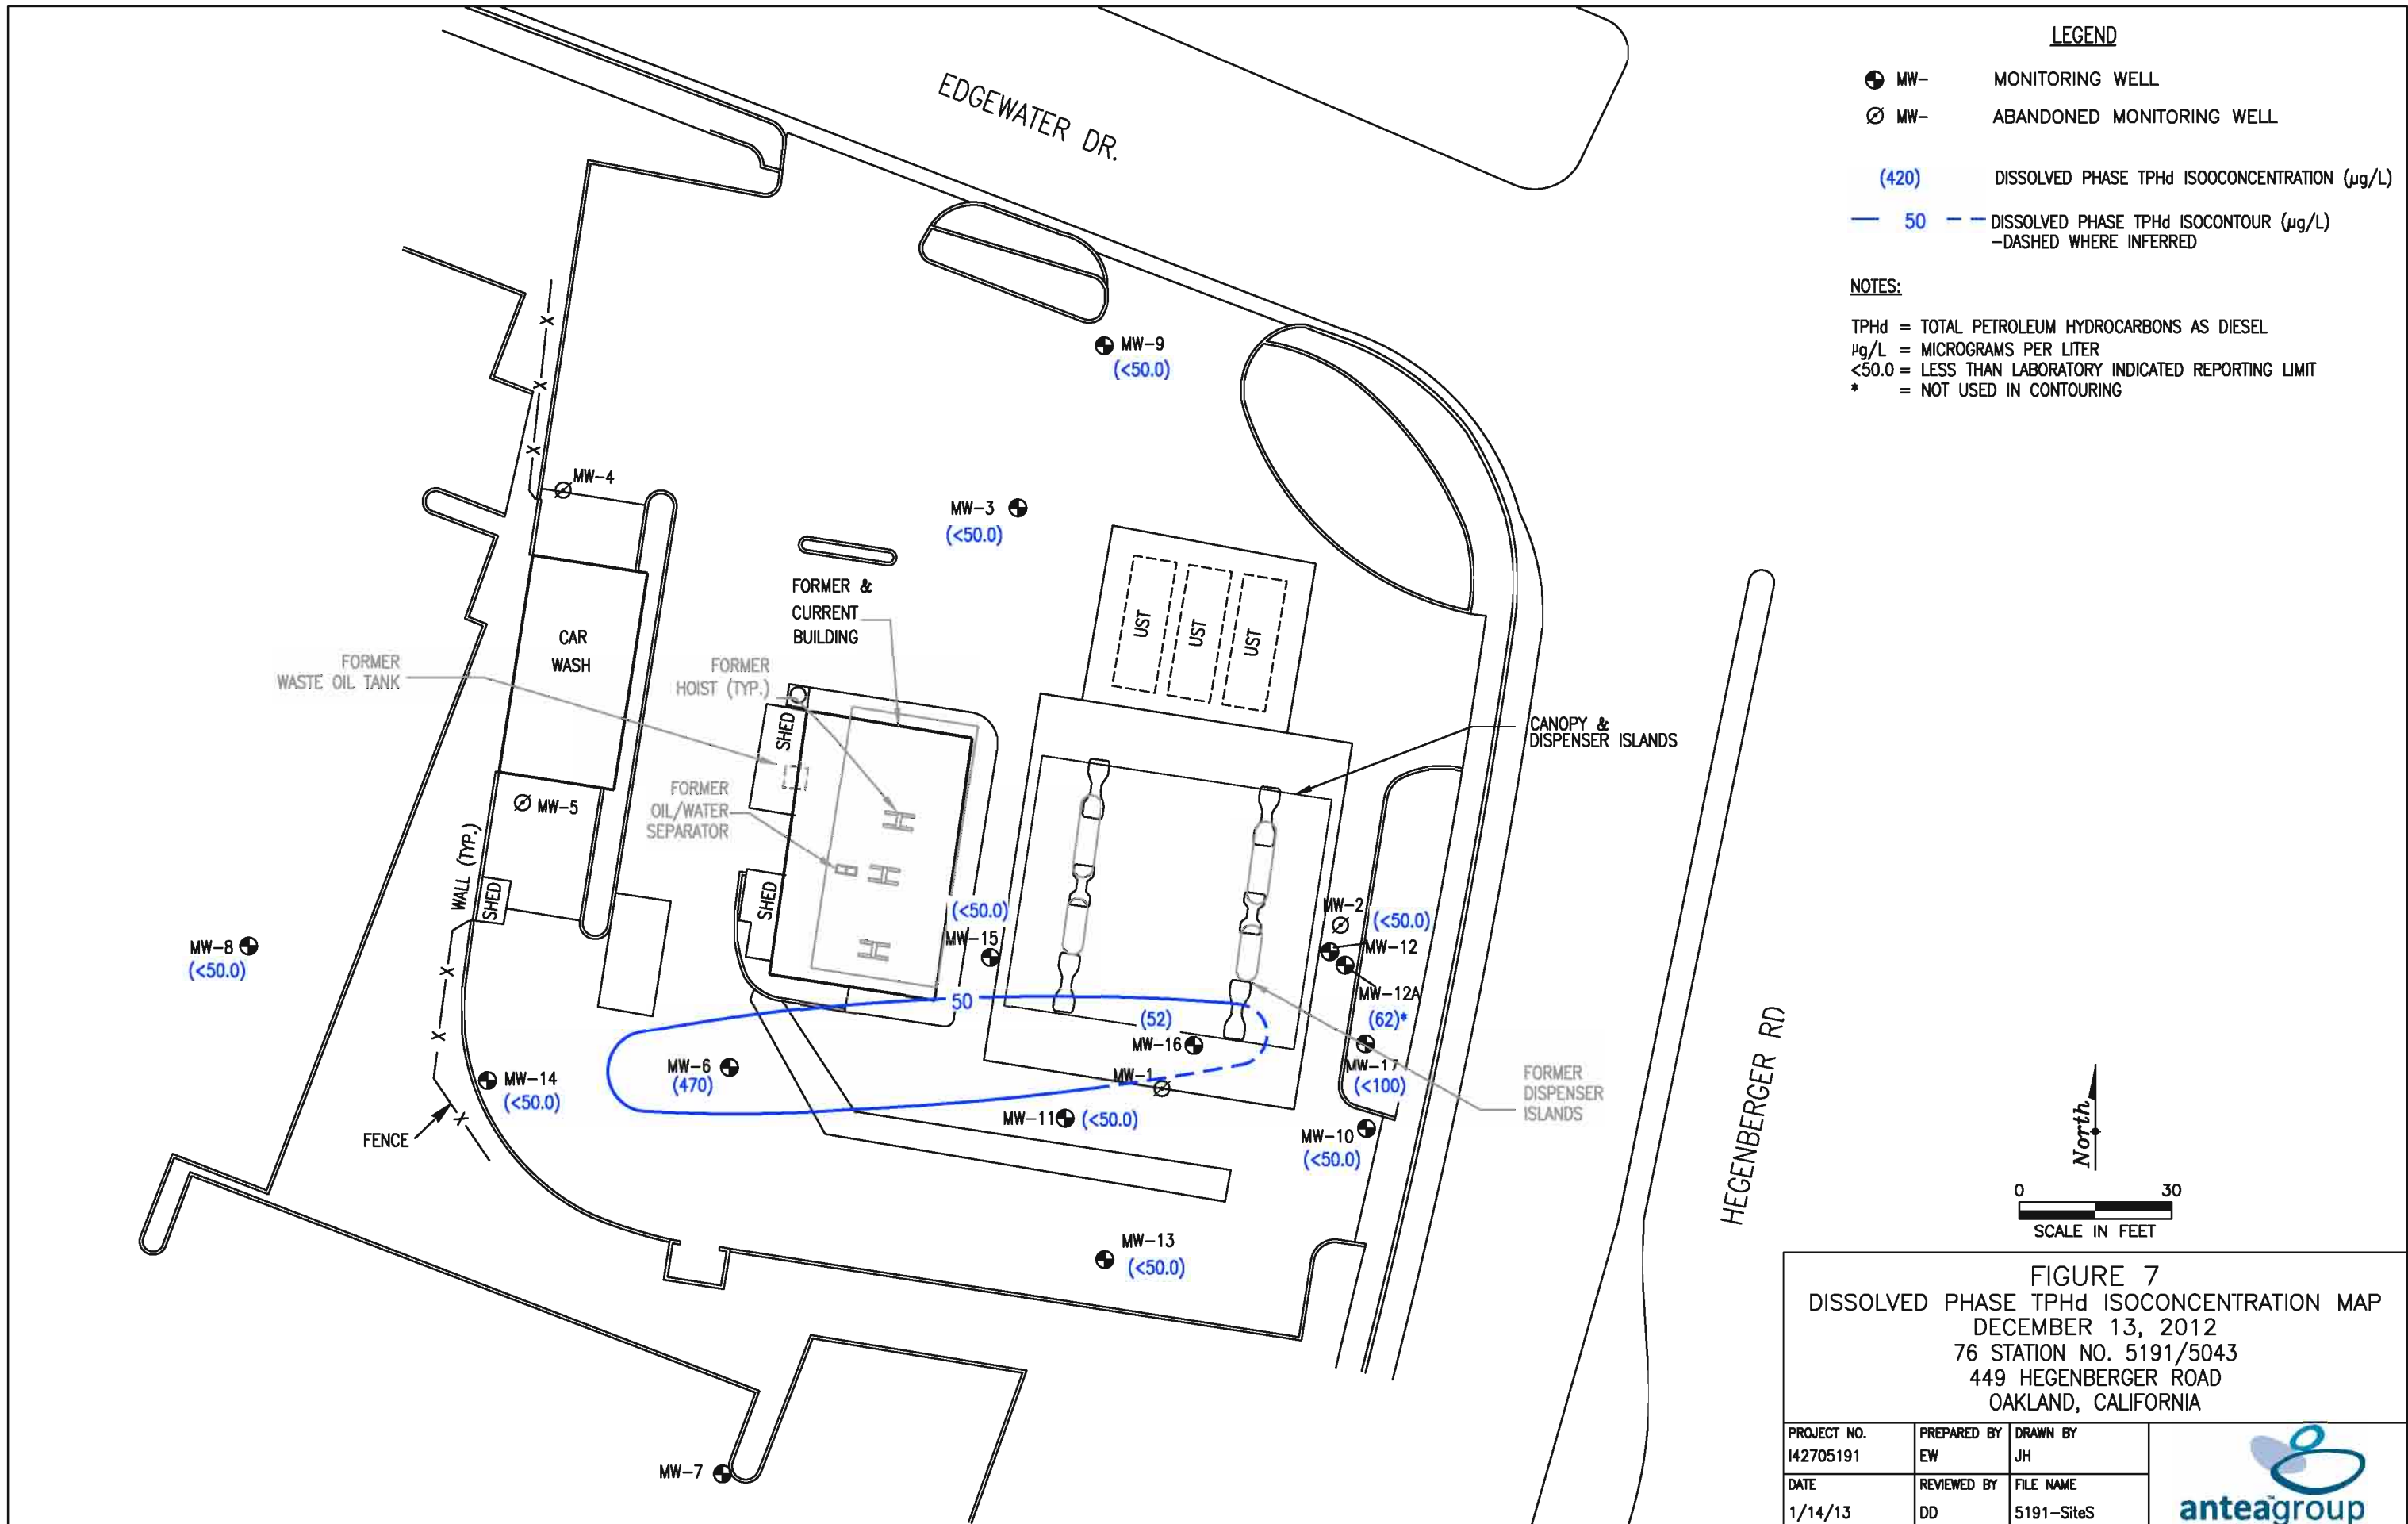 EDGEWATER DR.
LEGEND
MW- MONITORING WELL
MW- ABANDONED MONITORING WELL
(420) DISSOLVED PHASE TPHd ISOOCONCENTRATION (µg/L)
50 DISSOLVED PHASE TPHd ISOCONTOUR (µg/L)
-DASHED WHERE INFERRED
NOTES:
TPHd = TOTAL PETROLEUM HYDROCARBONS AS DIESEL
µg/L = MICROGRAMS PER LITER
<50.0 = LESS THAN LABORATORY INDICATED REPORTING LIMIT
* = NOT USED IN CONTOURING
MW-9
(<50.0)
X
X
X
MW-4
MW-3
(<50.0)
FORMER &
CURRENT
BUILDING
UST
UST
UST
CAR
WASH
FORMER
WASTE OIL TANK
FORMER
HOIST (TYP.)
SHED
CANOPY &
DISPENSER ISLANDS
FORMER
OIL/WATER
SEPARATOR
MW-5
WALL (TYP.)
SHED
SHED
(<50.0)
MW-15
MW-2
(<50.0)
MW-12
MW-12A
(62)*
MW-8
(<50.0)
X
X
X
50
(52)
MW-16
MW-17
(<100)
MW-6
(470)
MW-1
MW-14
(<50.0)
FENCE
MW-11 (<50.0)
MW-10
(<50.0)
FORMER
DISPENSER
ISLANDS
HEGENBERGER RD
North
0 30
SCALE IN FEET
MW-13
(<50.0)
MW-7
FIGURE 7
DISSOLVED PHASE TPHd ISOCONCENTRATION MAP
DECEMBER 13, 2012
76 STATION NO. 5191/5043
449 HEGENBERGER ROAD
OAKLAND, CALIFORNIA
PROJECT NO. PREPARED BY DRAWN BY
I42705191 EW JH
DATE REVIEWED BY FILE NAME
1/14/13 DD 5191-SiteS
anteagroup